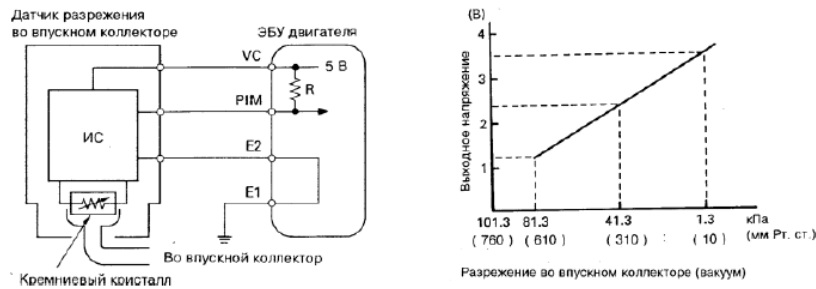 Датчик разрежения
во впускном коллекторе
ЭБУ двигателя
VC
5 В
R
PIM
ИС
E2
E1
Во впускной коллектор
Кремниевый кристалл
(В)
Выходное напряжение
4
3
2
1
101.3 81.3 41.3 1.3 кПа
(760) (610) (310) : (10) (мм Рт. ст.)
Разрежение во впускном коллекторе (вакуум)